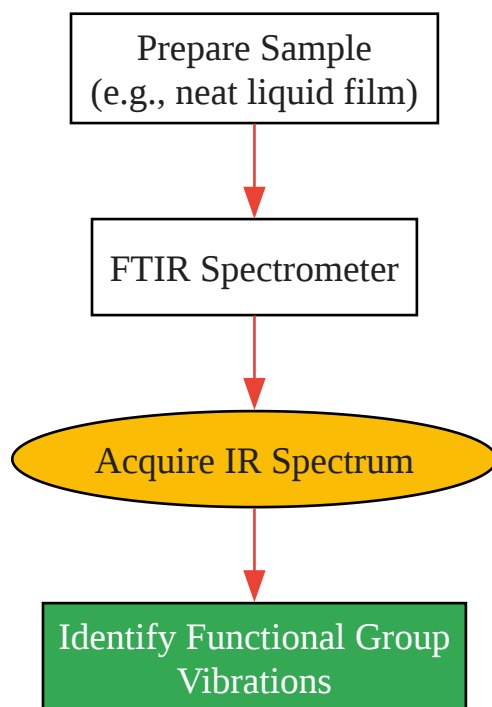 Prepare Sample
(e.g., neat liquid film)
FTIR Spectrometer
Acquire IR Spectrum
Identify Functional Group
Vibrations